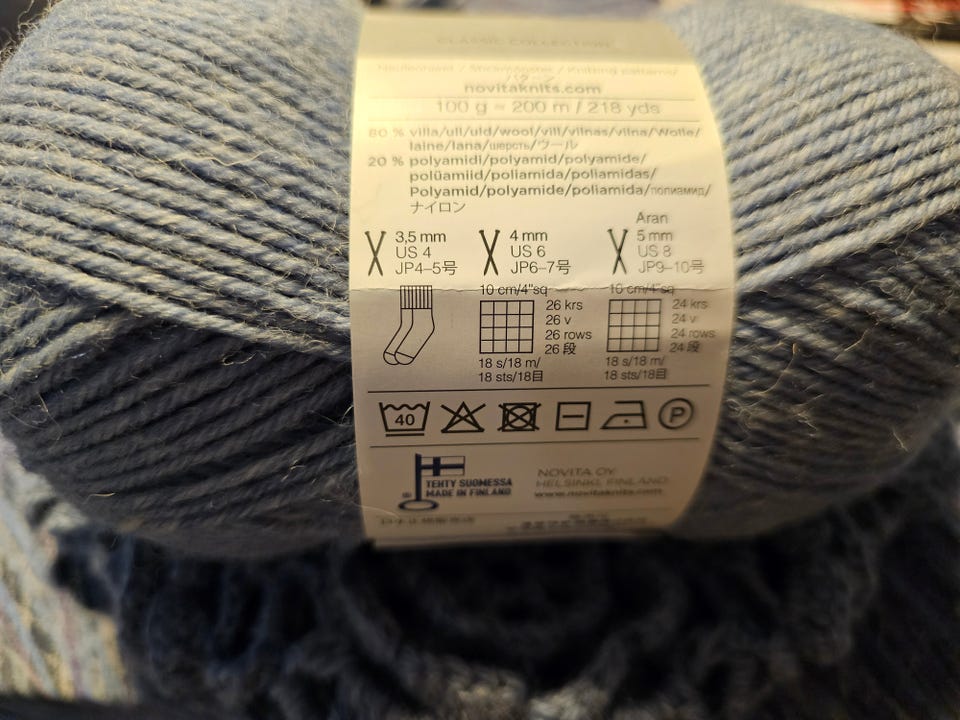 CLASSIC COLLECTION
novitaknits.com
100 g = 200 m / 218 yds
80 % villa/ull/uld/wool/vill/vilnas/vilna/Wolle/
laine/lana/шерсть/ウール
20 % polyamidi/polyamid/polyamide/
polüamiid/poliamida/poliamidas/
Polyamid/polyamide/poliamida/полиамид/
ナイロン
Aran
3,5 mm 4 mm 5 mm
US 4 US 6 US 8
JP4–5号 JP6–7号 JP9–10号
10 cm/4"sq 10 cm/4"sq
26 krs 24 krs
26 v 24 v
26 rows 24 rows
26 段 24 段
18 s/18 m/ 18 s/18 m/
18 sts/18目 18 sts/18目
40 P
TEHTY SUOMESSA
MADE IN FINLAND
NOVITA OY
HELSINKI, FINLAND
www.novitaknits.com